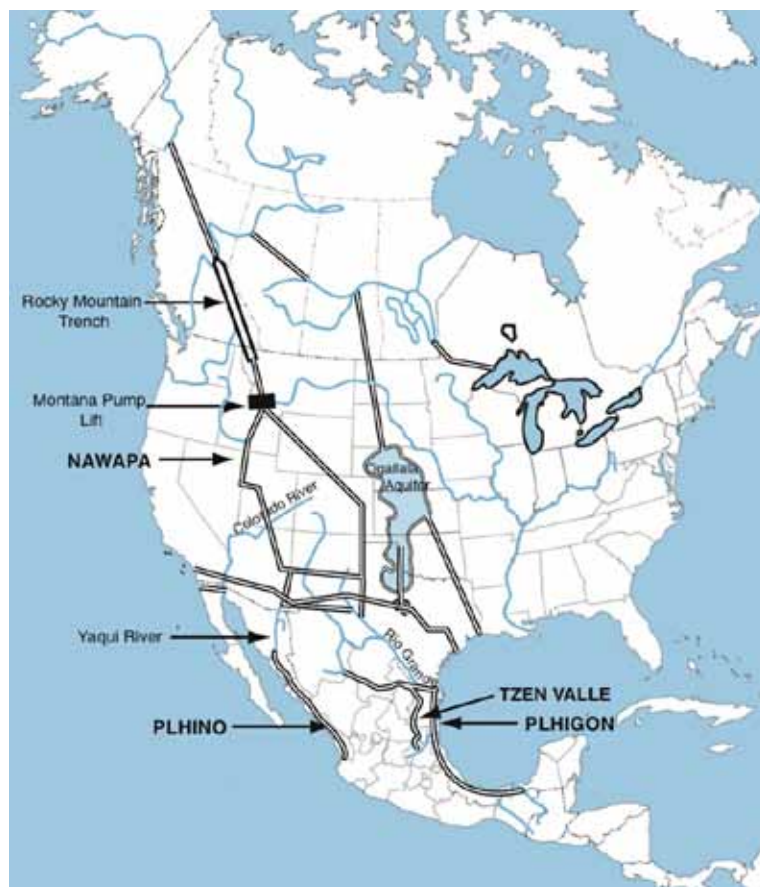 Rocky Mountain
Trench
Montana Pump
Lift
NAWAPA
Ogallala
Aquifer
Colorado River
Yaqui River
Rio Grande
TZEN VALLE
PLHINO
PLHIGON